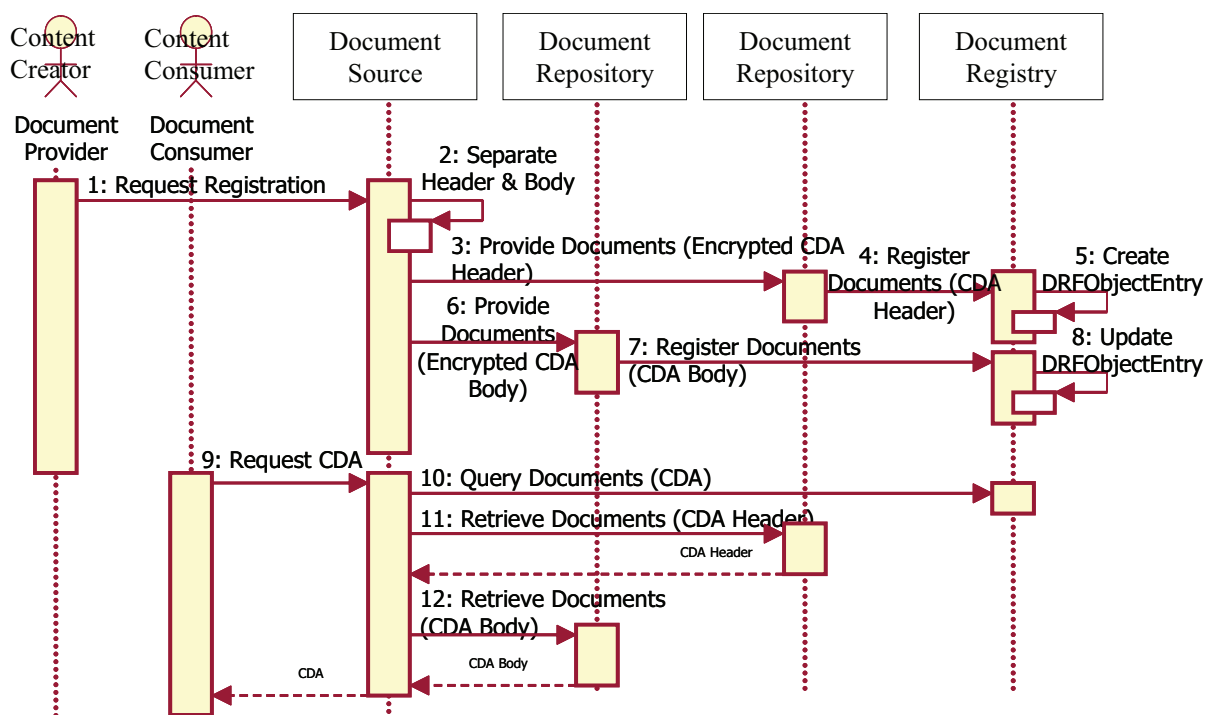 Content
Creator
Content
Consumer
Document
Source
Document
Repository
Document
Repository
Document
Registry
Document
Provider
Document
Consumer
1: Request Registration
2: Separate
Header & Body
3: Provide Documents (Encrypted CDA
Header)
4: Register
Documents (CDA
Header)
5: Create
DRFObjectEntry
6: Provide
Documents
(Encrypted CDA
Body)
7: Register Documents
(CDA Body)
8: Update
DRFObjectEntry
9: Request CDA
10: Query Documents (CDA)
11: Retrieve Documents (CDA Header)
CDA Header
12: Retrieve Documents
(CDA Body)
CDA Body
CDA